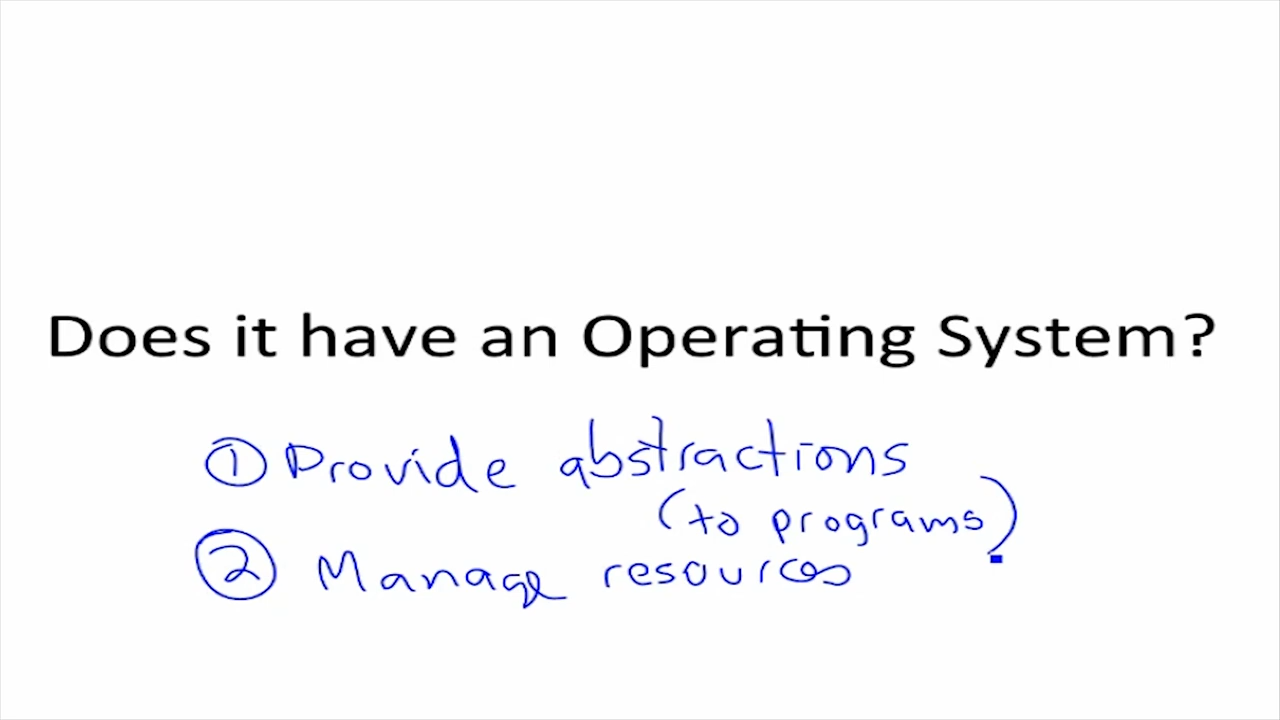 Does it have an Operating System?
① Provide abstractions
(to programs)
② Manage resources